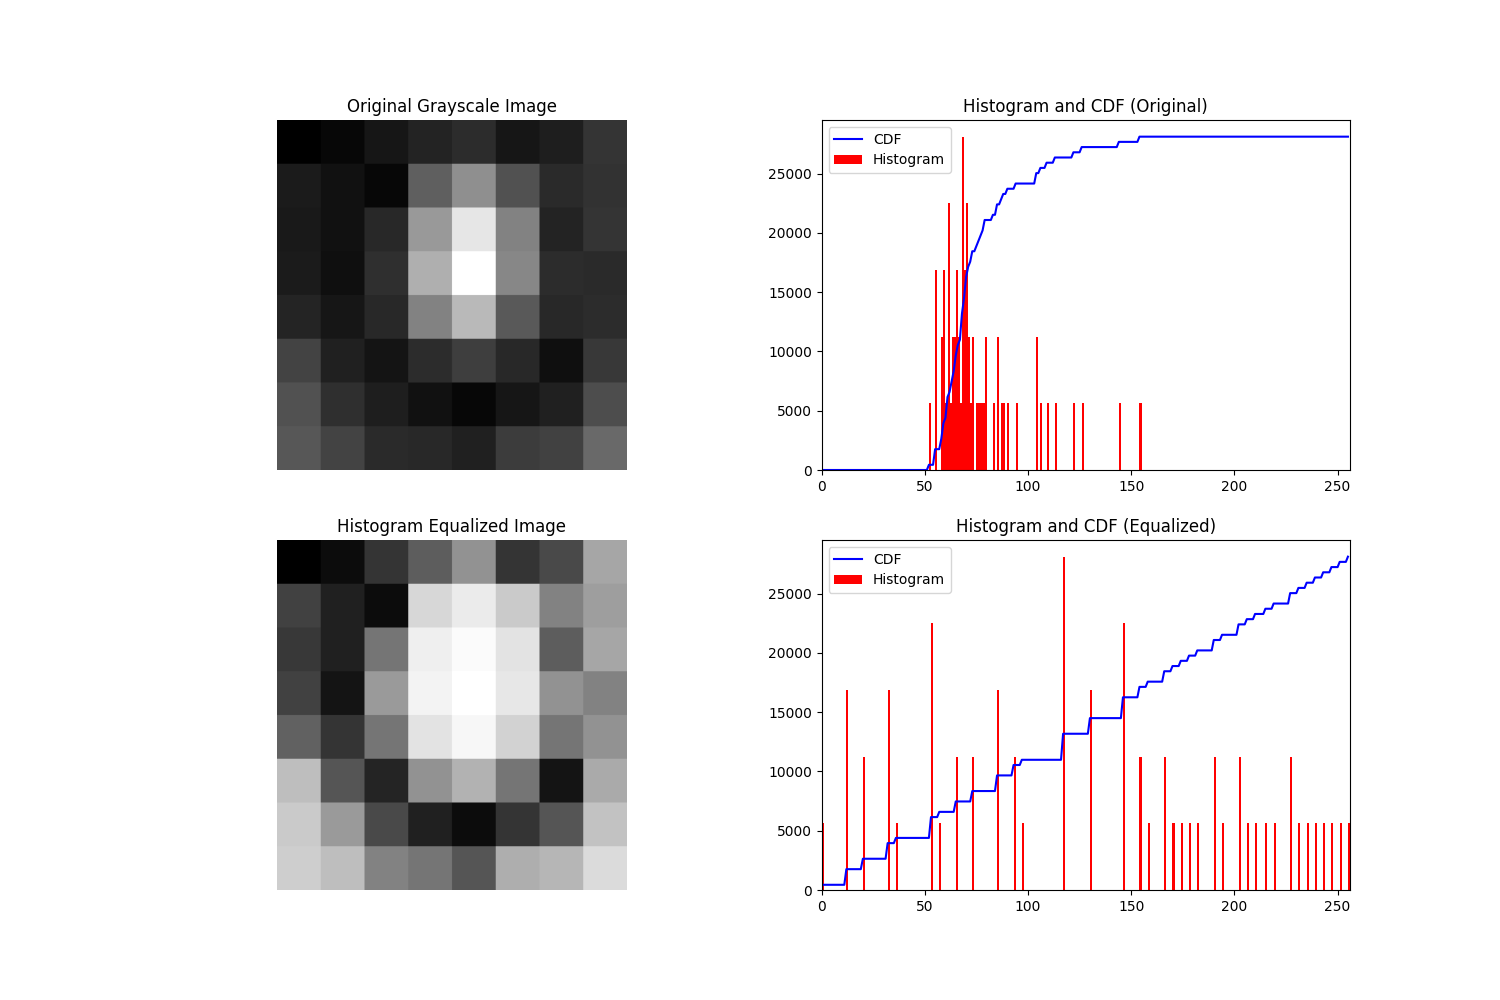 Original Grayscale Image
Histogram and CDF (Original)
CDF
Histogram
25000
20000
15000
10000
5000
0
0 50 100 150 200 250
Histogram Equalized Image
Histogram and CDF (Equalized)
CDF
Histogram
25000
20000
15000
10000
5000
0
0 50 100 150 200 250